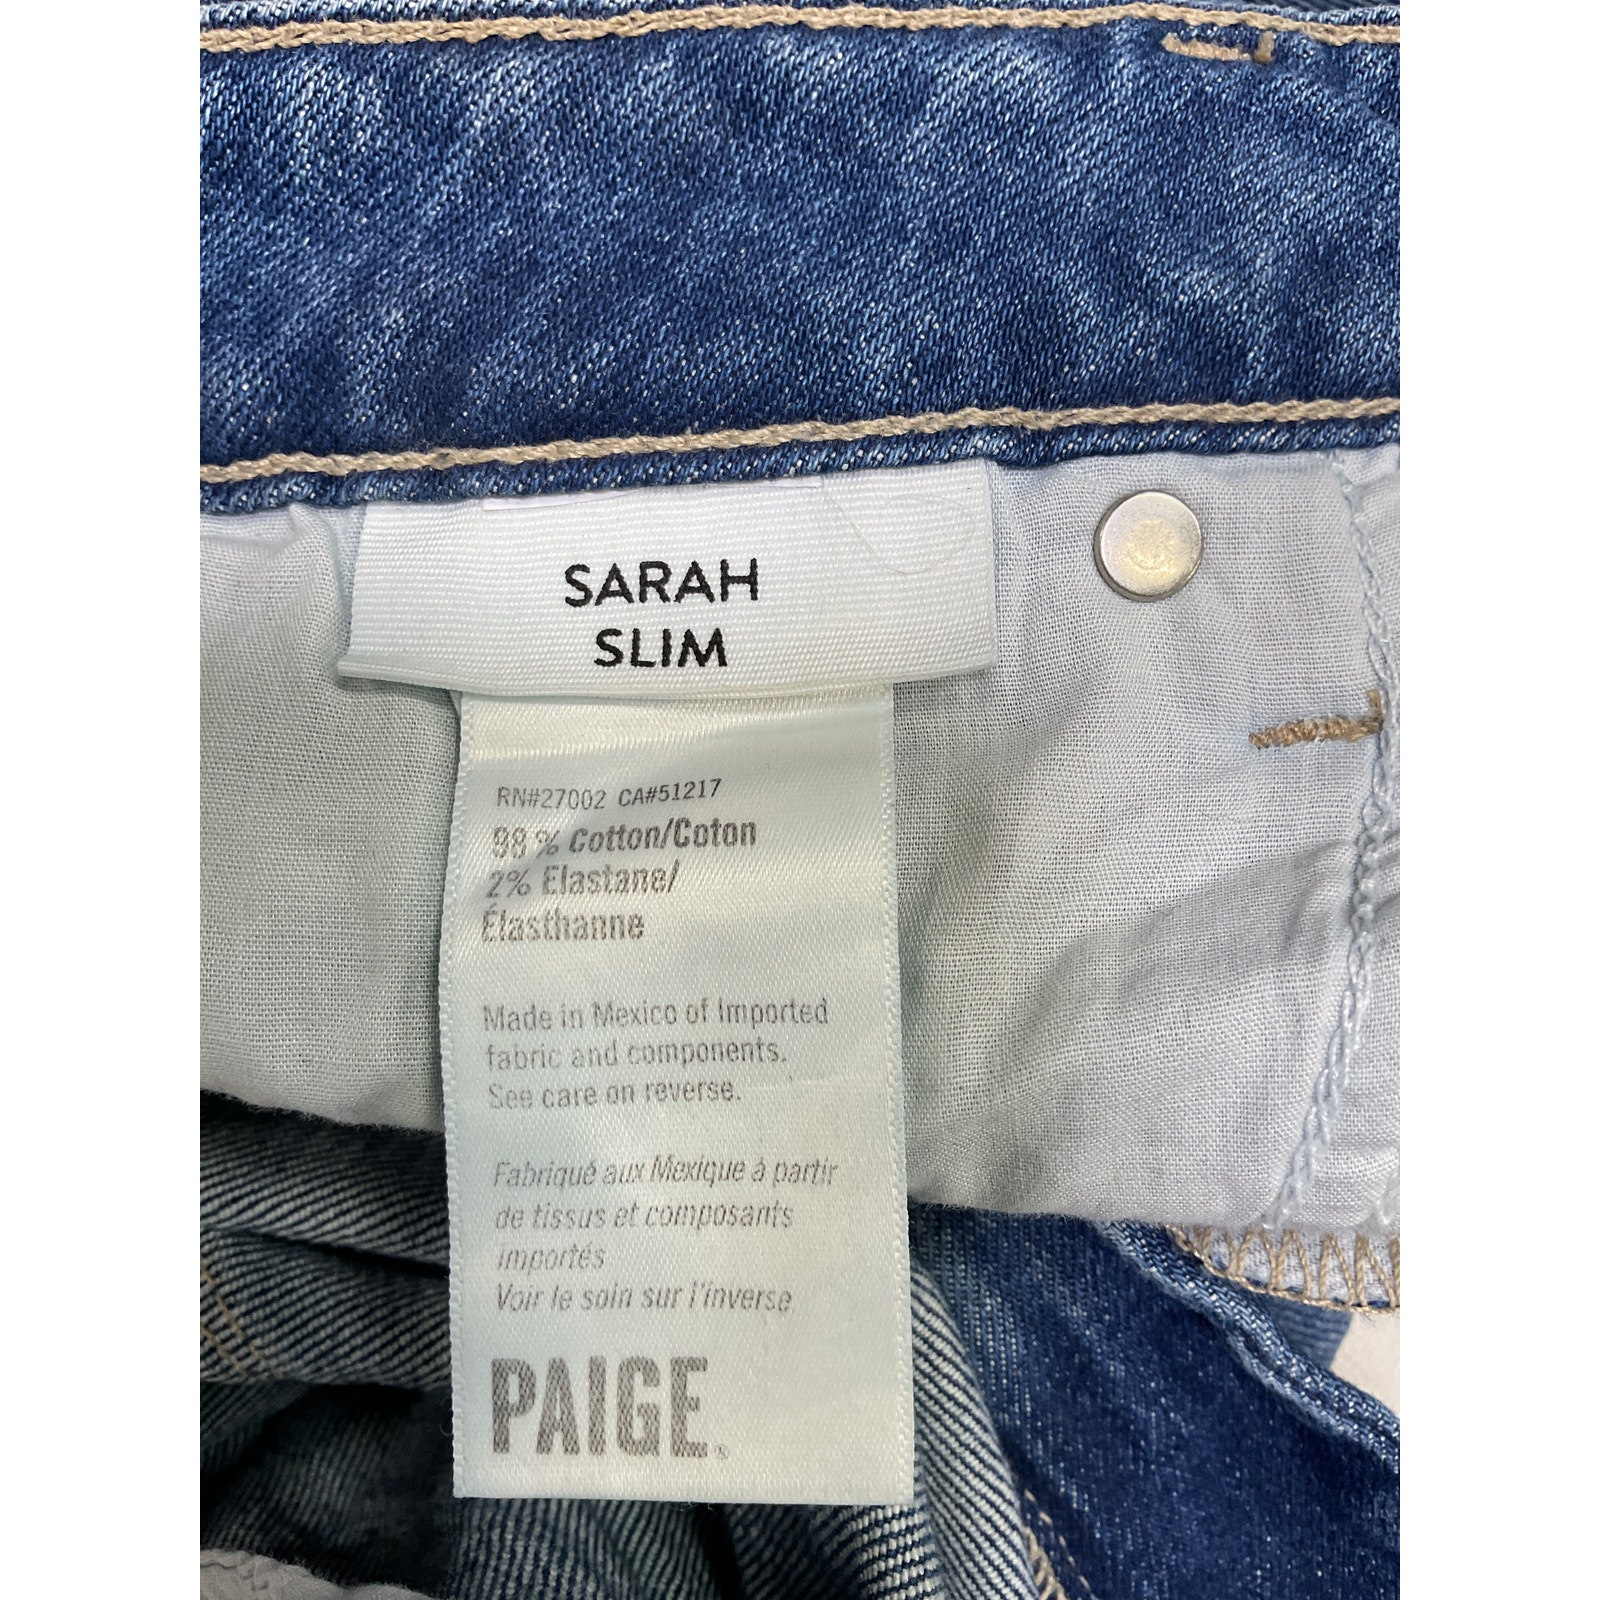 SARAH
SLIM
RN#27002 CA#51217
98% Cotton/Coton
2% Elastane/
Élasthanne
Made in Mexico of Imported
fabric and components.
See care on reverse.
Fabriqué aux Mexique à partir
de tissus et composants
importés
Voir le soin sur l'inverse.
PAIGE®